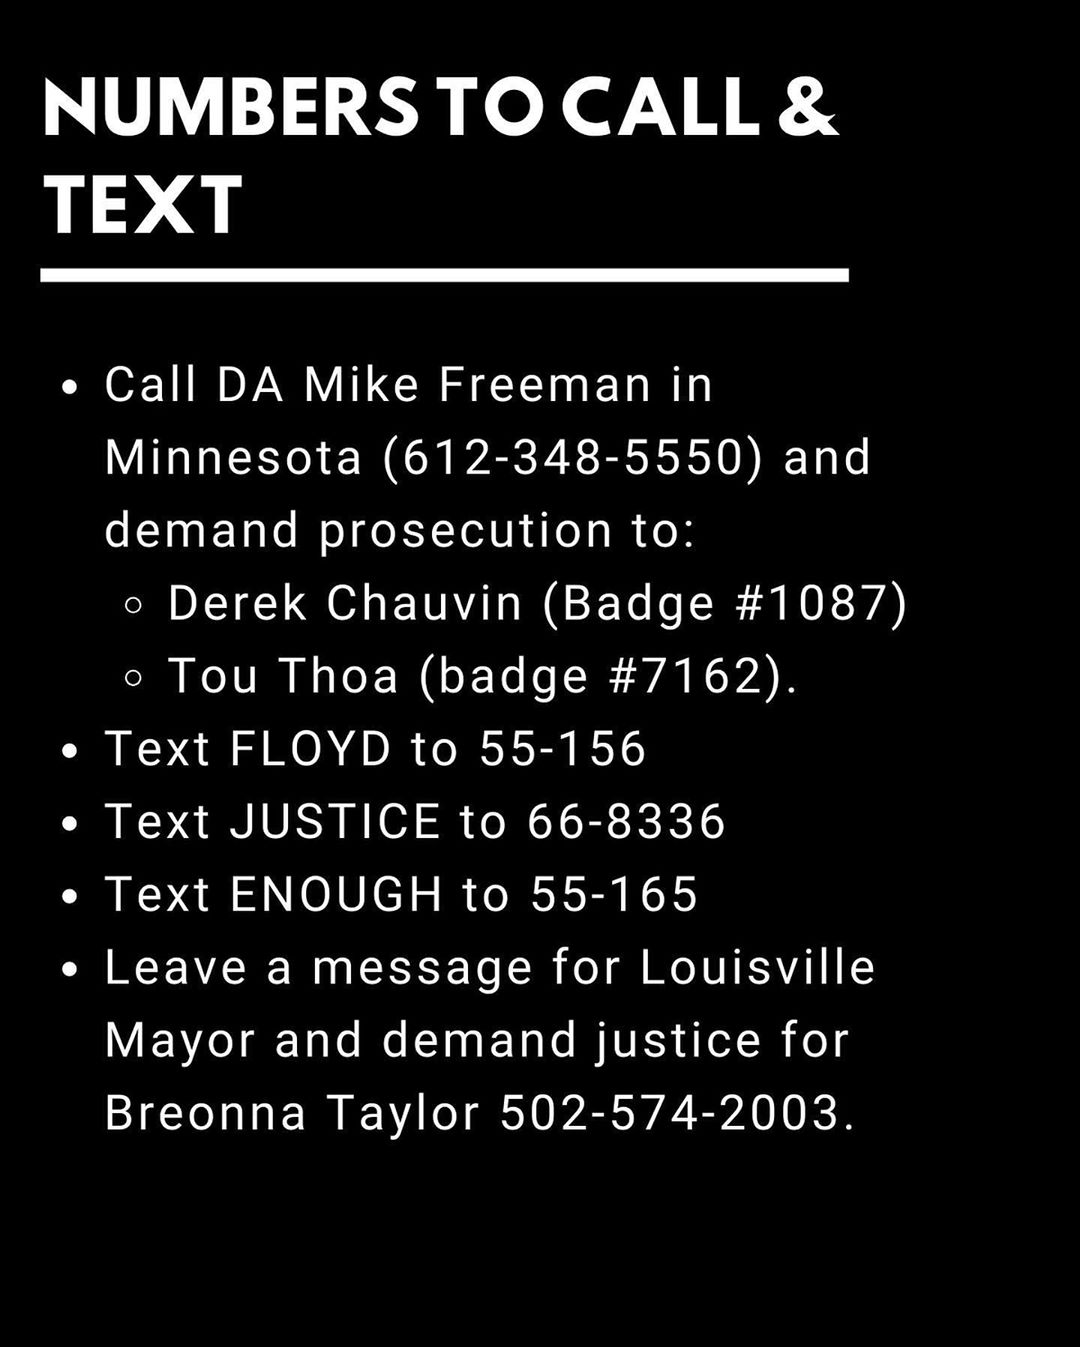 NUMBERS TO CALL &
TEXT
• Call DA Mike Freeman in
Minnesota (612-348-5550) and
demand prosecution to:
◦ Derek Chauvin (Badge #1087)
◦ Tou Thoa (badge #7162).
• Text FLOYD to 55-156
• Text JUSTICE to 66-8336
• Text ENOUGH to 55-165
• Leave a message for Louisville
Mayor and demand justice for
Breonna Taylor 502-574-2003.